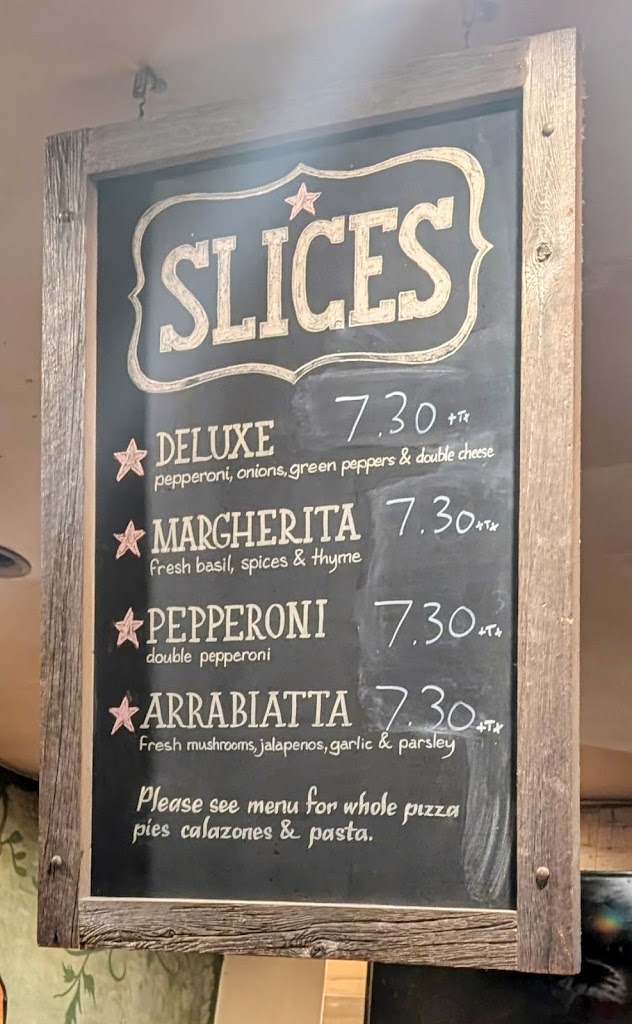 SLICES
DELUXE 7.30 +Tx
pepperoni, onions, green peppers & double cheese
MARGHERITA 7.30 +Tx
fresh basil, spices & thyme
PEPPERONI 7.30 +Tx
double pepperoni
ARRABIATTA 7.30 +Tx
Fresh mushrooms, jalapenos, garlic & parsley
Please see menu for whole pizza
pies calazones & pasta.